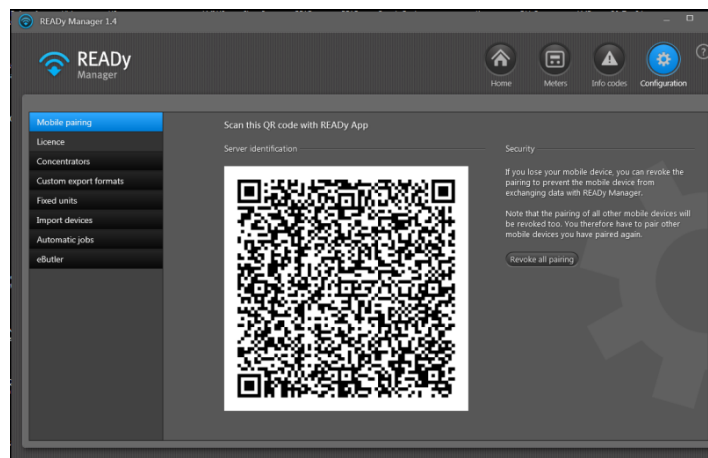 READy Manager 1.4
READy
Manager
Home
Meters
Info codes
Configuration
?
Mobile pairing
Licence
Concentrators
Custom export formats
Fixed units
Import devices
Automatic jobs
eButler
Scan this QR code with READy App
Server identification
Security
If you lose your mobile device, you can revoke the
pairing to prevent the mobile device from
exchanging data with READy Manager.
Note that the pairing of all other mobile devices will
be revoked too. You therefore have to pair other
mobile devices you have paired again.
Revoke all pairing